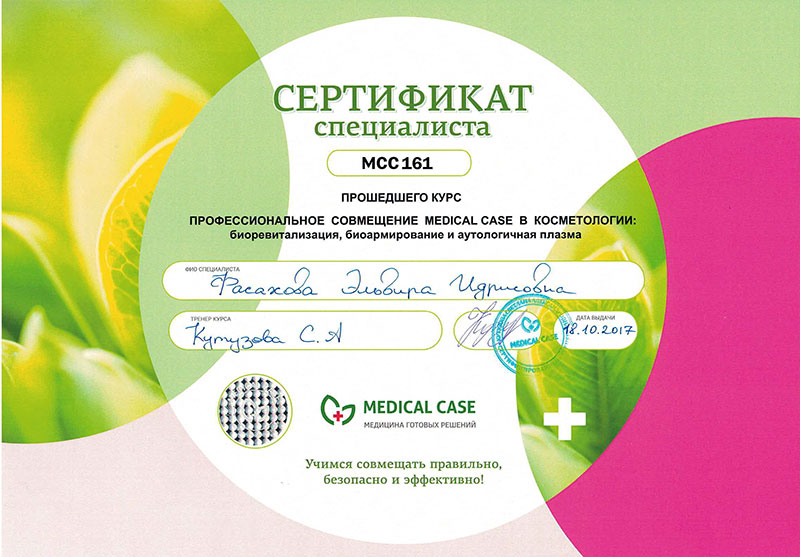 СЕРТИФИКАТ
специалиста
МСС 161
ПРОШЕДШЕГО КУРС
ПРОФЕССИОНАЛЬНОЕ СОВМЕЩЕНИЕ MEDICAL CASE В КОСМЕТОЛОГИИ:
биоревитализация, биоармирование и аутологичная плазма
ФИО СПЕЦИАЛИСТА
Фасахова Эльвира Идрисовна
ТРЕНЕР КУРСА
Кутузова С.А
ДАТА ВЫДАЧИ
18.10.2017
MEDICAL CASE
MEDICAL CASE
МЕДИЦИНА ГОТОВЫХ РЕШЕНИЙ
Учимся совмещать правильно,
безопасно и эффективно!